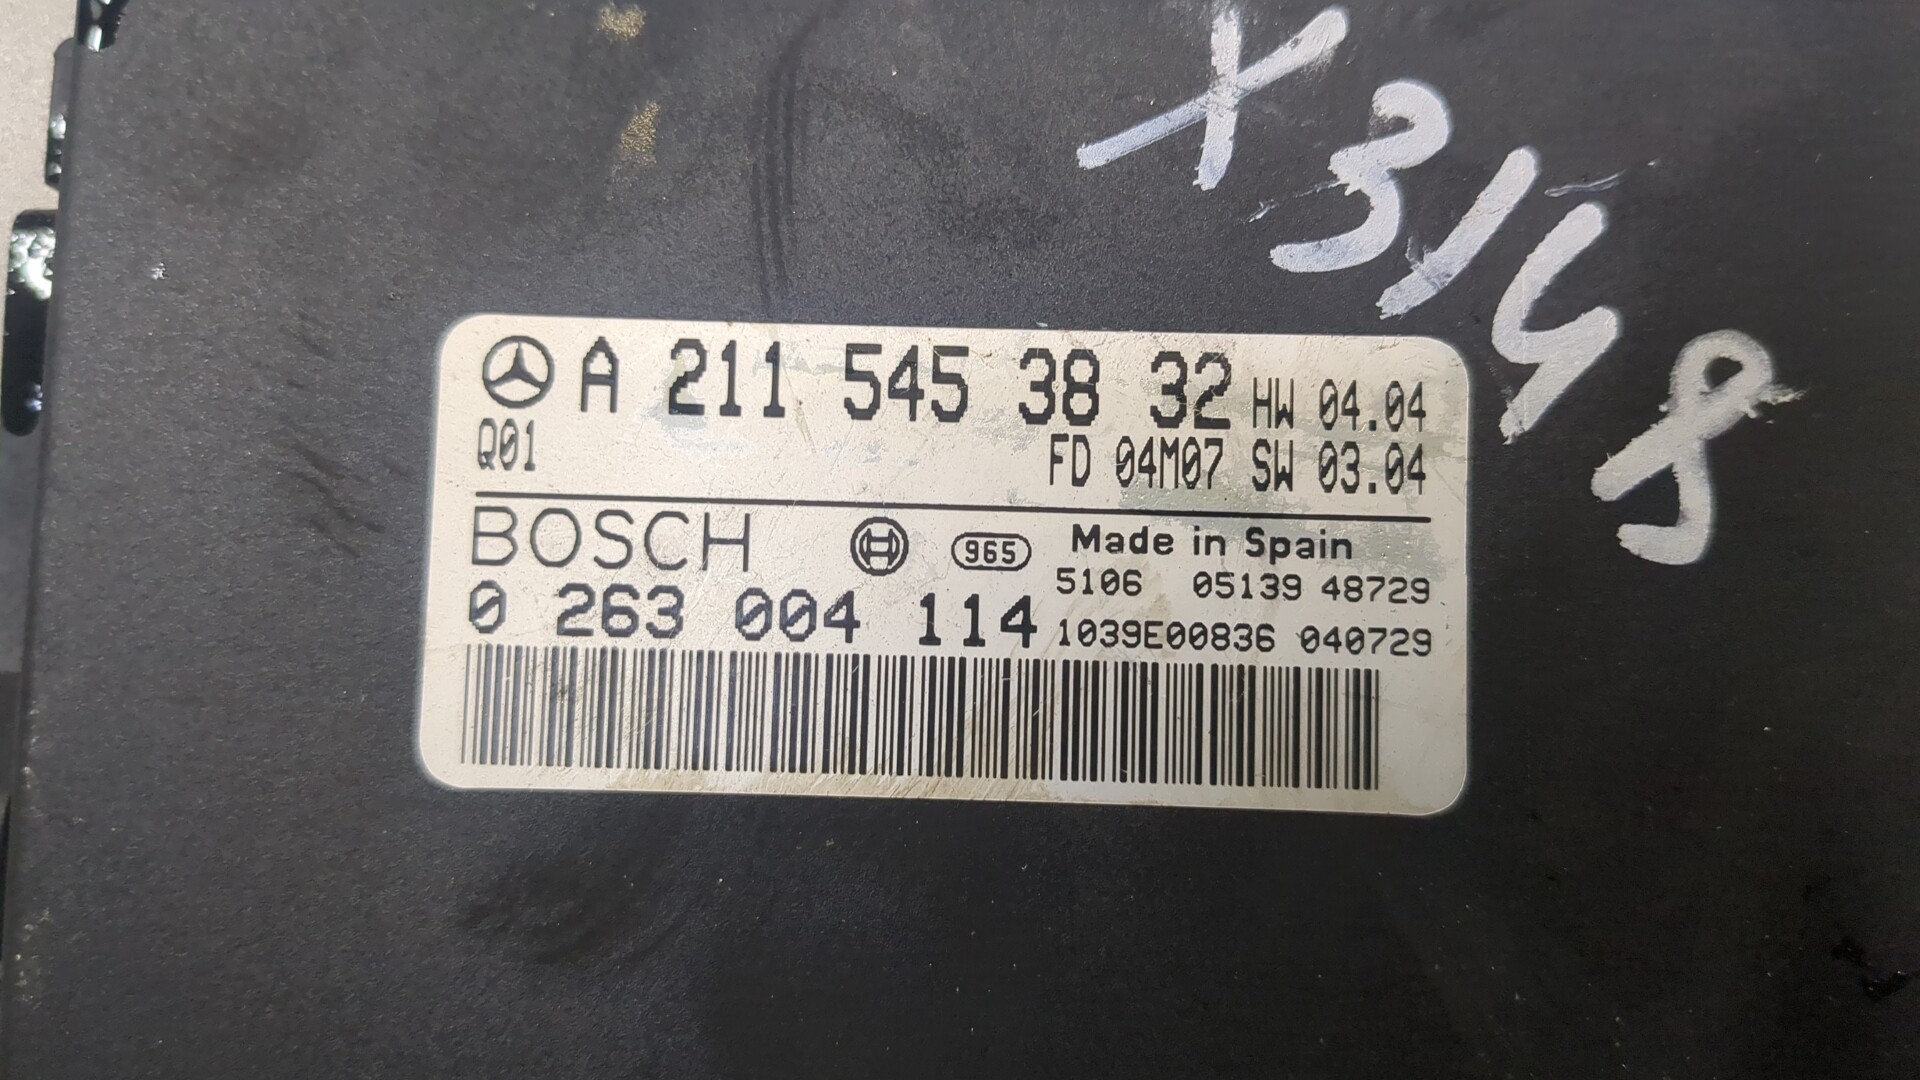 X3148
A 211 545 38 32 HW 04.04
Q01 FD 04M07 SW 03.04
BOSCH 965 Made in Spain
5106 05139 48729
0 263 004 114 1039E00836 040729